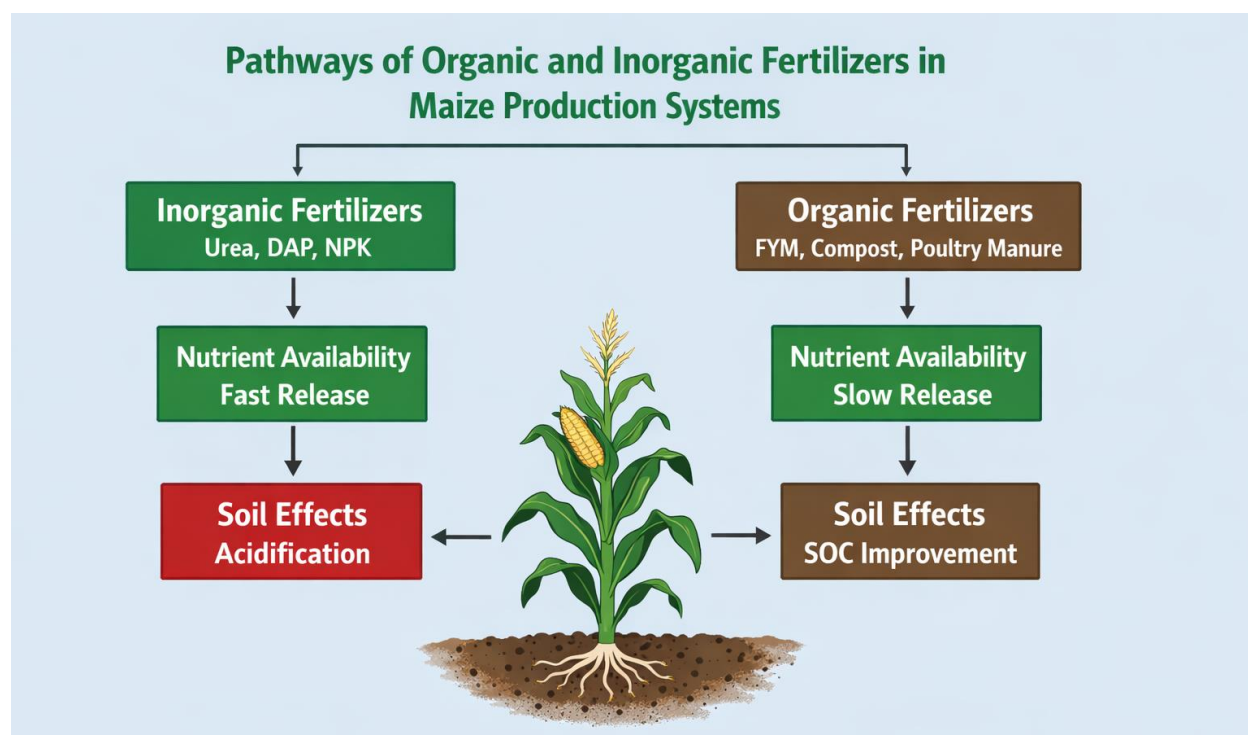 Pathways of Organic and Inorganic Fertilizers in
Maize Production Systems
Inorganic Fertilizers
Urea, DAP, NPK
Nutrient Availability
Fast Release
Soil Effects
Acidification
Organic Fertilizers
FYM, Compost, Poultry Manure
Nutrient Availability
Slow Release
Soil Effects
SOC Improvement